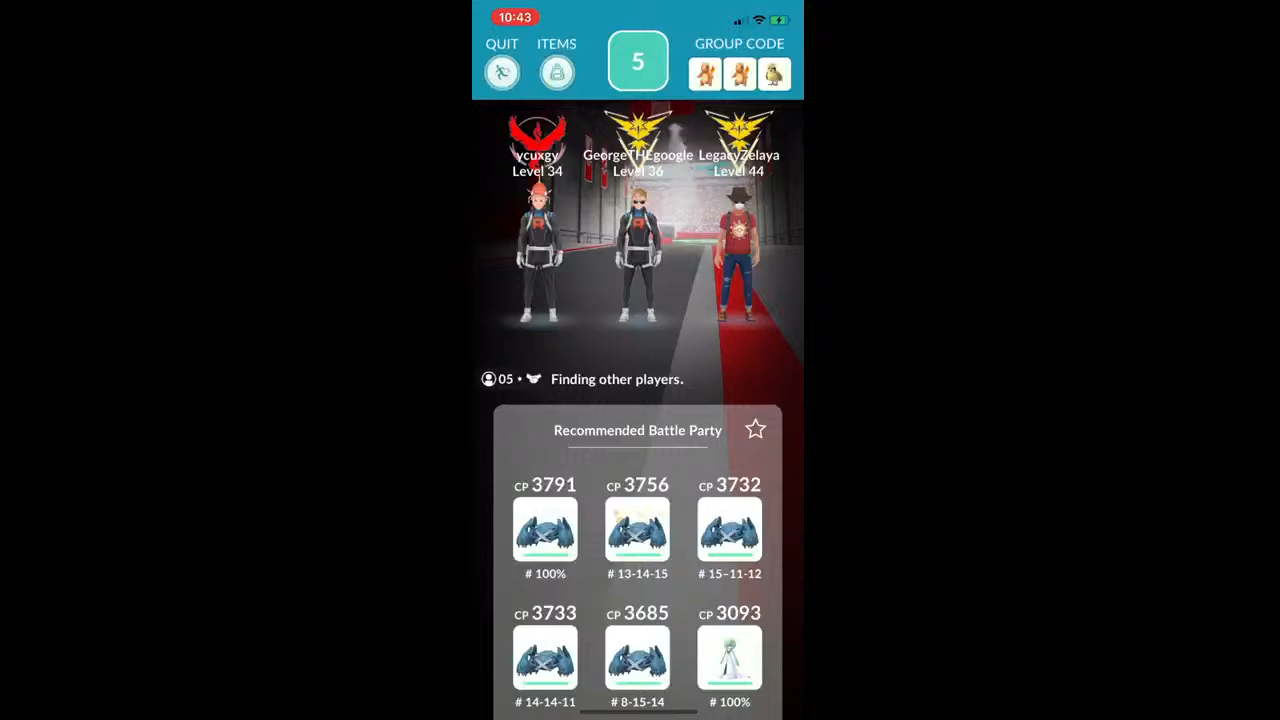 10:43
QUIT ITEMS 5 GROUP CODE
ycuxgy GeorgeTHEgoogle LegacyZelaya
Level 34 Level 36 Level 44
R R
05 • Finding other players.
Recommended Battle Party
CP 3791 CP 3756 CP 3732
# 100% # 13-14-15 # 15–11-12
CP 3733 CP 3685 CP 3093
# 14-14-11 # 8-15-14 # 100%